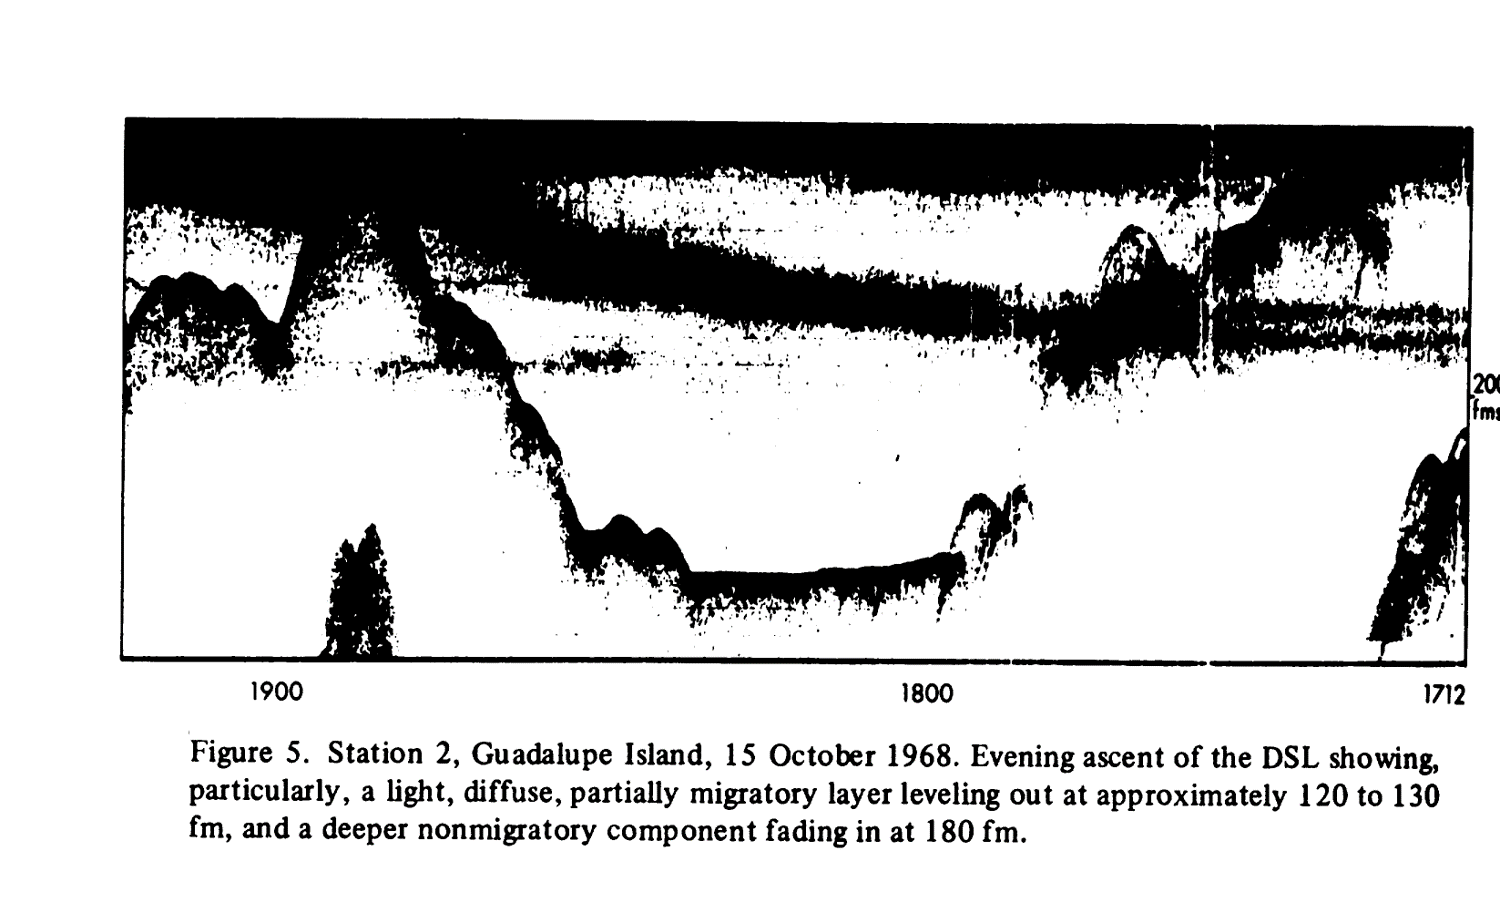 200
fms
1900 1800 1712
Figure 5. Station 2, Guadalupe Island, 15 October 1968. Evening ascent of the DSL showing,
particularly, a light, diffuse, partially migratory layer leveling out at approximately 120 to 130
fm, and a deeper nonmigratory component fading in at 180 fm.